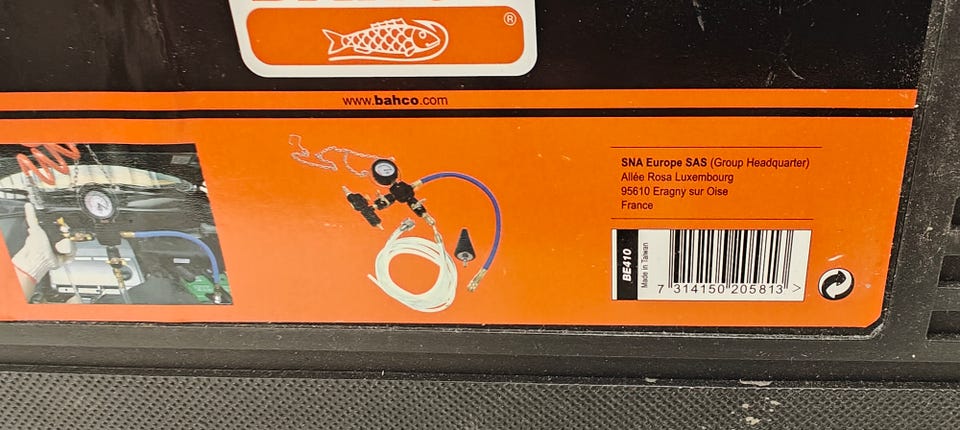 ®
www.bahco.com
SNA Europe SAS (Group Headquarter)
Allée Rosa Luxembourg
95610 Eragny sur Oise
France
BE410
Made in Taiwan
7 314150 205813 >